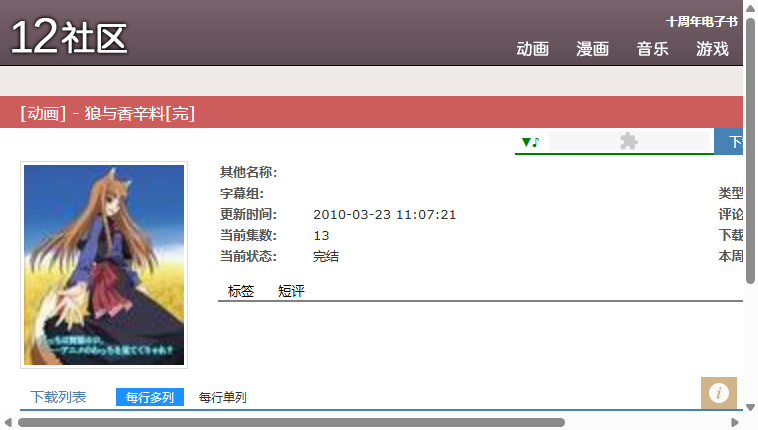 12社区
十周年电子书
动画 漫画 音乐 游戏
[动画] - 狼与香辛料[完]
▼♪
其他名称：
字幕组：
类型
更新时间： 2010-03-23 11:07:21
评论
当前集数： 13
下载
当前状态： 完结
本周
标签 短评
下载列表 每行多列 每行单列